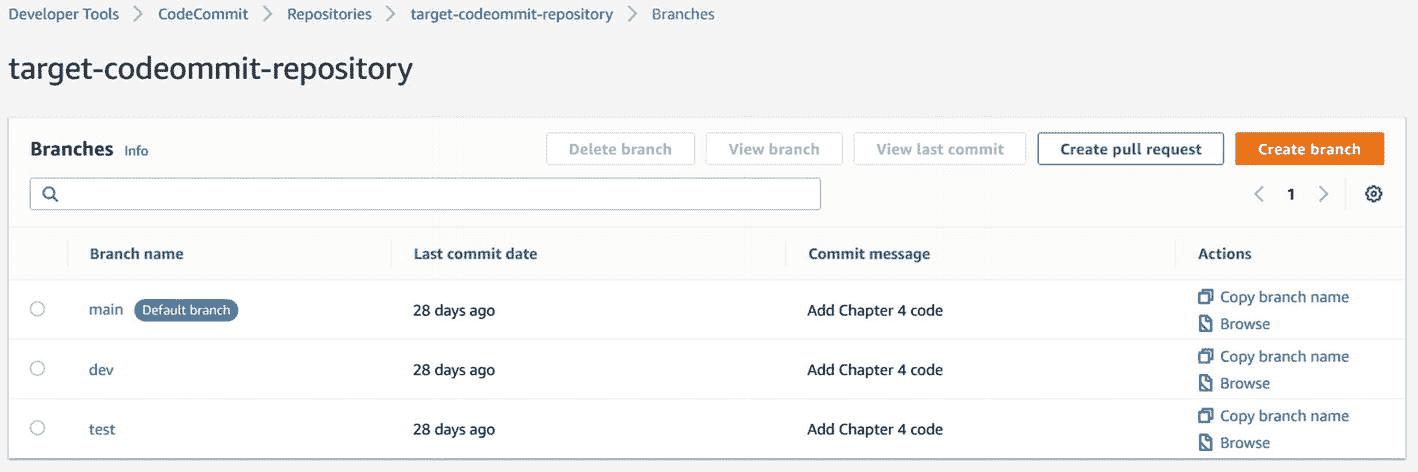 Developer Tools > CodeCommit > Repositories > target-codeommit-repository > Branches
target-codeommit-repository
Branches Info Delete branch View branch View last commit Create pull request Create branch
< 1 >
Branch name Last commit date Commit message Actions
main Default branch 28 days ago Add Chapter 4 code Copy branch name
Browse
dev 28 days ago Add Chapter 4 code Copy branch name
Browse
test 28 days ago Add Chapter 4 code Copy branch name
Browse